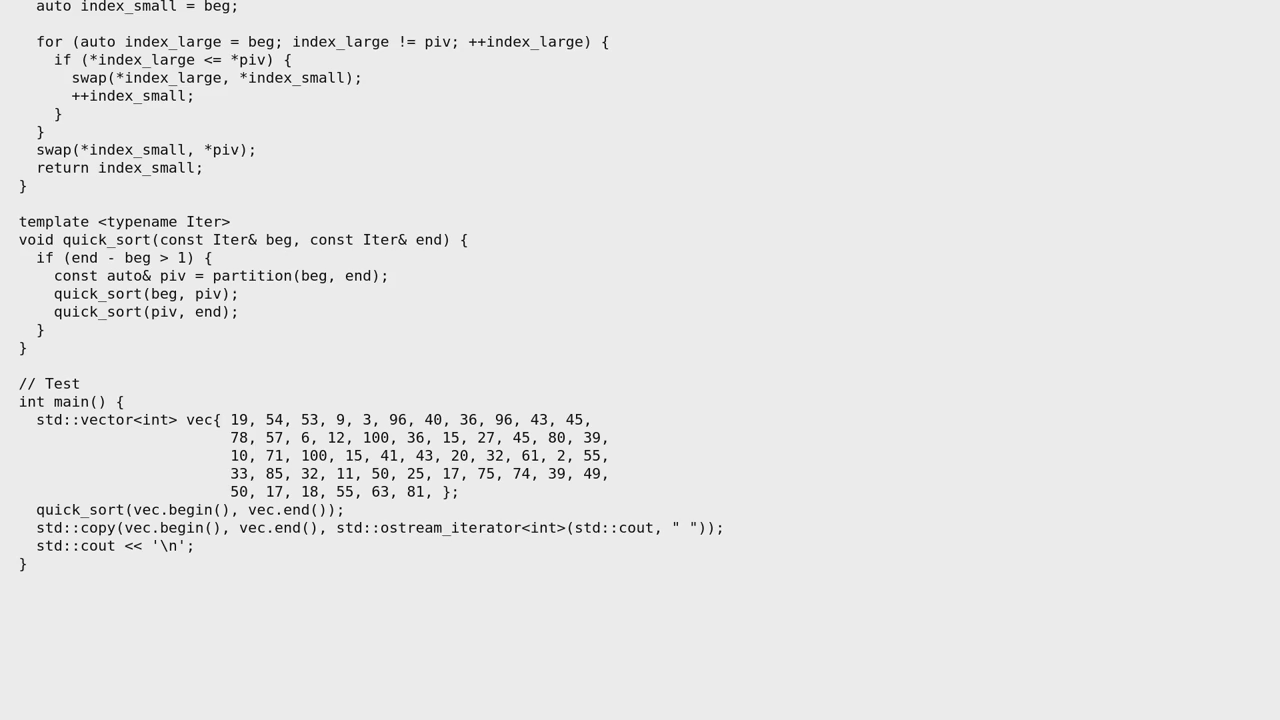 auto index_small = beg;
for (auto index_large = beg; index_large != piv; ++index_large) {
if (*index_large <= *piv) {
swap(*index_large, *index_small);
++index_small;
}
}
swap(*index_small, *piv);
return index_small;
}
template <typename Iter>
void quick_sort(const Iter& beg, const Iter& end) {
if (end - beg > 1) {
const auto& piv = partition(beg, end);
quick_sort(beg, piv);
quick_sort(piv, end);
}
}
// Test
int main() {
std::vector<int> vec{ 19, 54, 53, 9, 3, 96, 40, 36, 96, 43, 45,
78, 57, 6, 12, 100, 36, 15, 27, 45, 80, 39,
10, 71, 100, 15, 41, 43, 20, 32, 61, 2, 55,
33, 85, 32, 11, 50, 25, 17, 75, 74, 39, 49,
50, 17, 18, 55, 63, 81, };
quick_sort(vec.begin(), vec.end());
std::copy(vec.begin(), vec.end(), std::ostream_iterator<int>(std::cout, " "));
std::cout << '\n';
}